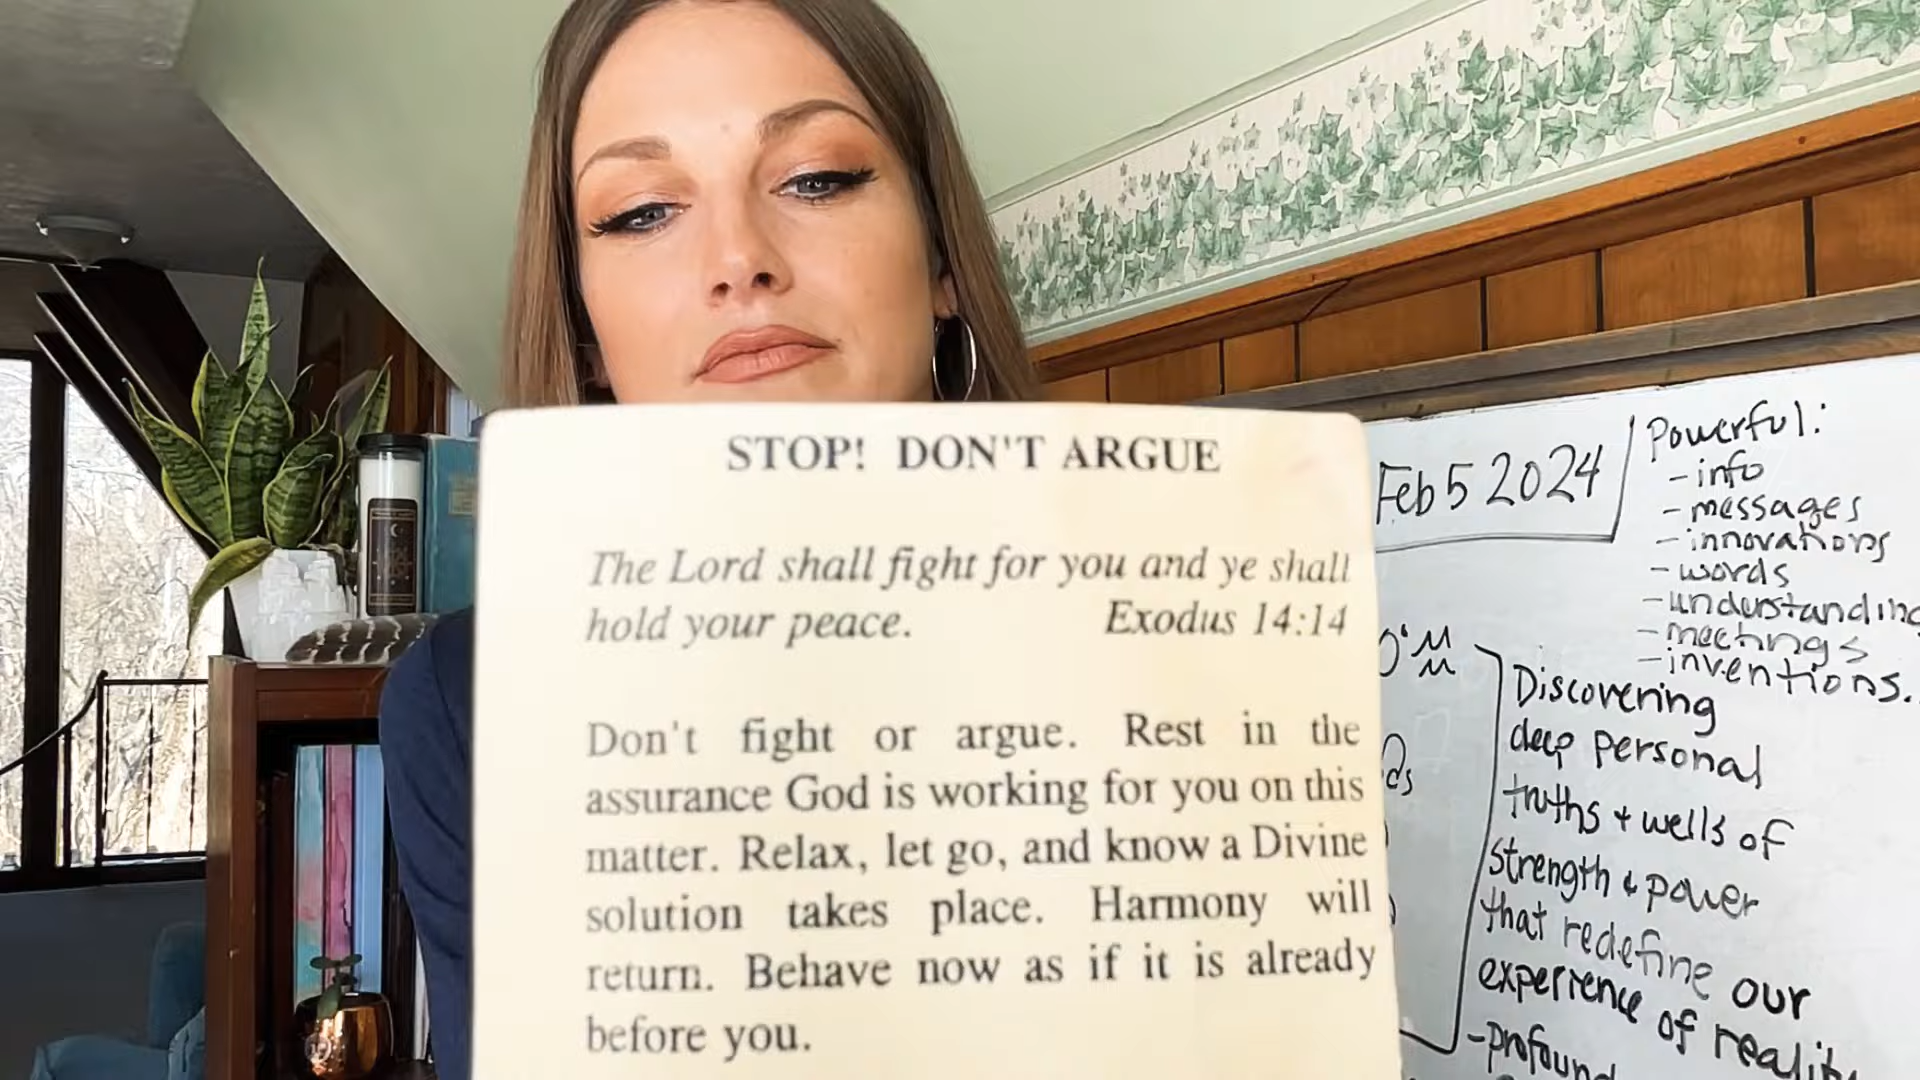 STOP! DON'T ARGUE
The Lord shall fight for you and ye shall
hold your peace. Exodus 14:14
Don't fight or argue. Rest in the
assurance God is working for you on this
matter. Relax, let go, and know a Divine
solution takes place. Harmony will
return. Behave now as if it is already
before you.
Feb 5 2024
Powerful:
- info
- messages
- innovations
- words
- understanding
- meetings
- inventions.
Discovering
deep personal
truths + wells of
strength & power
that redefine our
experience of reality
- profound